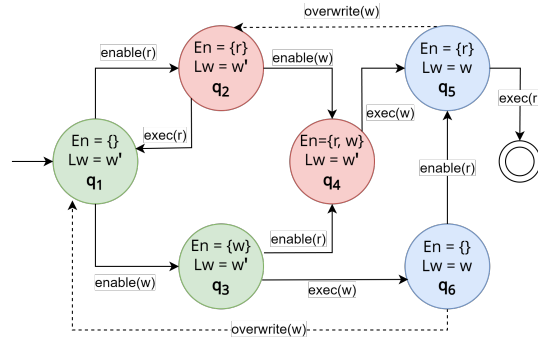 overwrite(w)
enable(r)
En = {r}
Lw = w'
q2
enable(w)
En = {r}
Lw = w
q5
exec(r
exec(w)
exec(r)
En = {}
Lw = w'
q1
En={r, w}
Lw = w'
q4
enable(r)
enable(r)
En = {w}
Lw = w'
q3
En = {}
Lw = w
q6
enable(w)
exec(w)
overwrite(w)